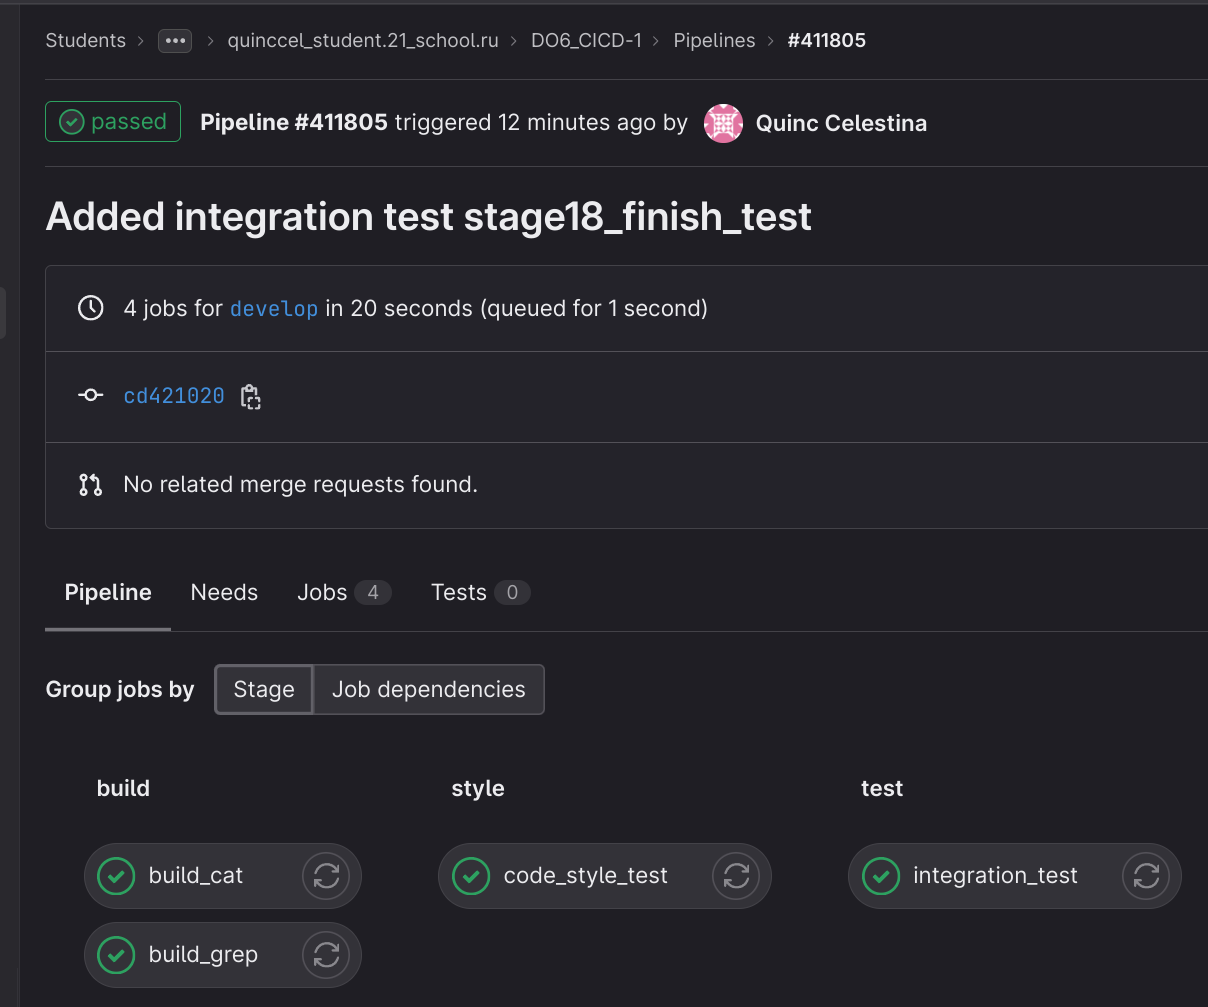 Students > ••• > quinccel_student.21_school.ru > DO6_CICD-1 > Pipelines > #411805
passed Pipeline #411805 triggered 12 minutes ago by Quinc Celestina
Added integration test stage18_finish_test
4 jobs for develop in 20 seconds (queued for 1 second)
cd421020
No related merge requests found.
Pipeline Needs Jobs 4 Tests 0
Group jobs by Stage Job dependencies
build style test
build_cat code_style_test integration_test
build_grep